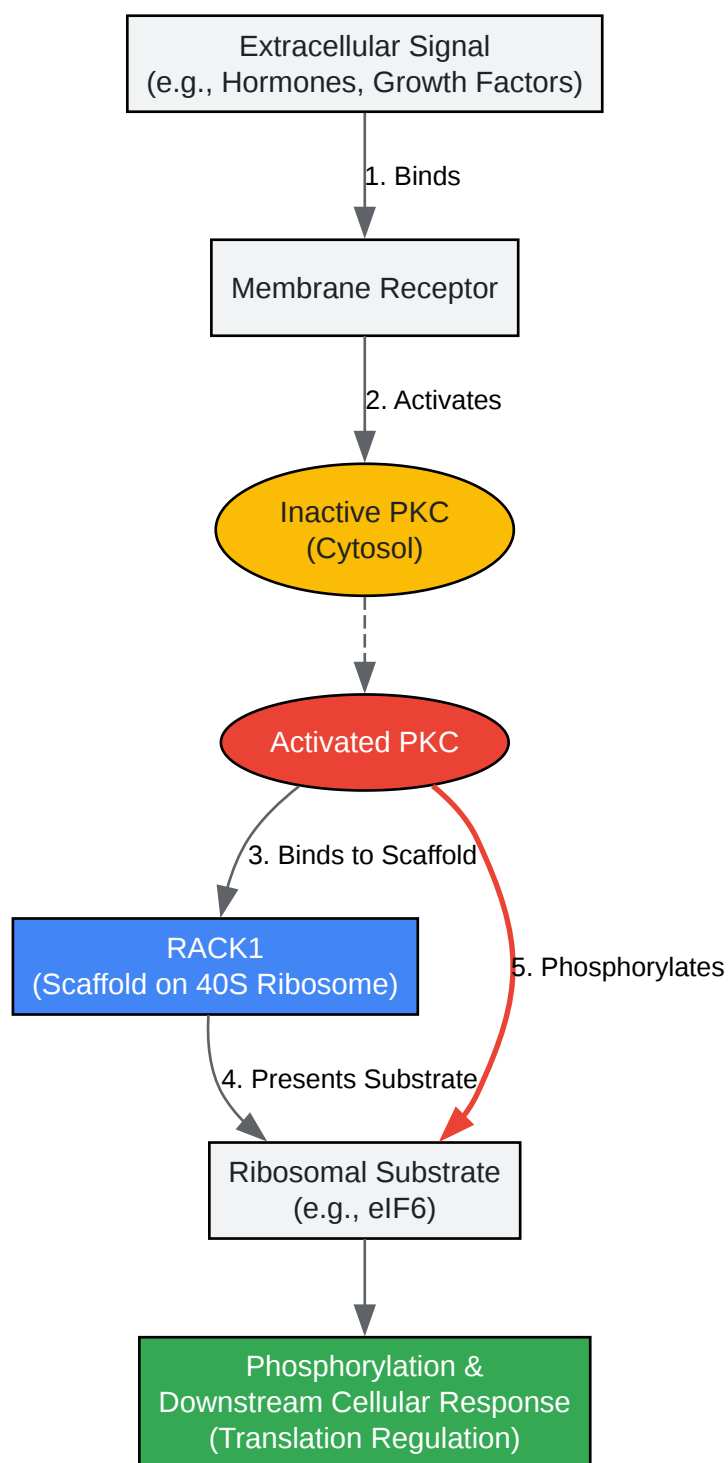 Extracellular Signal
(e.g., Hormones, Growth Factors)
1. Binds
Membrane Receptor
2. Activates
Inactive PKC
(Cytosol)
Activated PKC
3. Binds to Scaffold
RACK1
(Scaffold on 40S Ribosome)
5. Phosphorylates
4. Presents Substrate
Ribosomal Substrate
(e.g., eIF6)
Phosphorylation &
Downstream Cellular Response
(Translation Regulation)